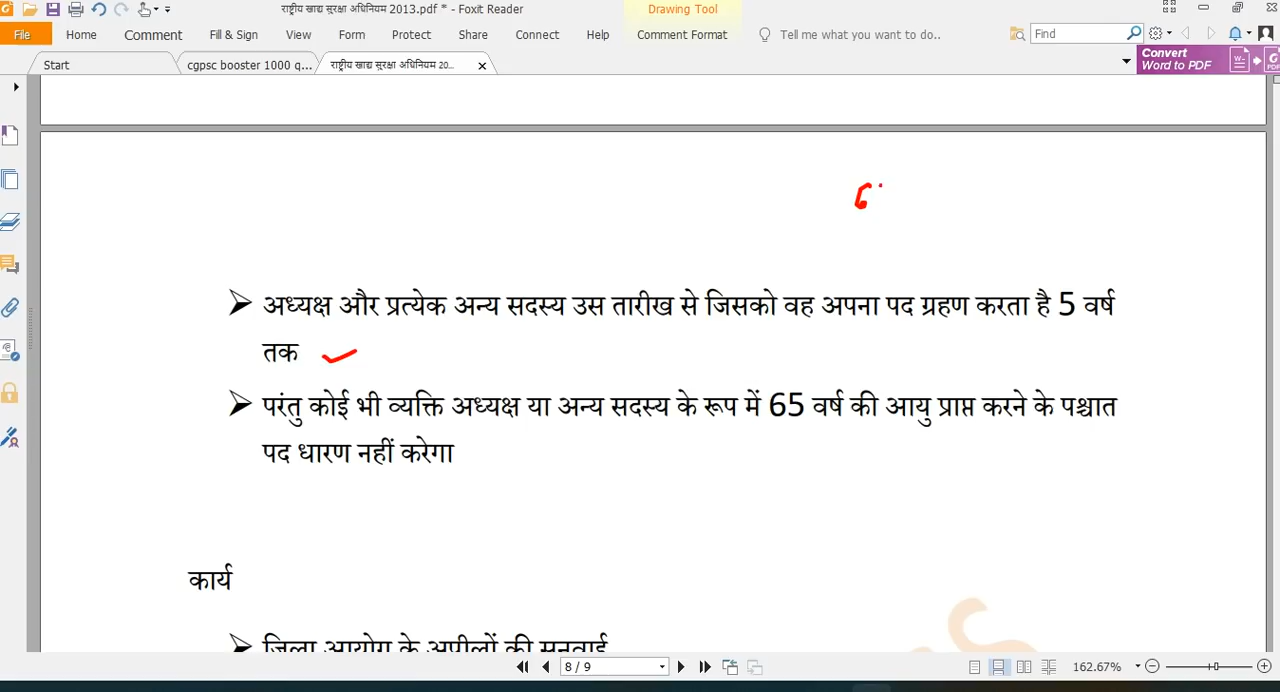 राष्ट्रीय खाद्य सुरक्षा अधिनियम 2013.pdf * - Foxit Reader
Drawing Tool
File Home Comment Fill & Sign View Form Protect Share Connect Help Comment Format Tell me what you want to do.. Find
Start cgpsc booster 1000 q... राष्ट्रीय खाद्य सुरक्षा अधिनियम 20...
Convert
Word to PDF
अध्यक्ष और प्रत्येक अन्य सदस्य उस तारीख से जिसको वह अपना पद ग्रहण करता है 5 वर्ष
तक
परंतु कोई भी व्यक्ति अध्यक्ष या अन्य सदस्य के रूप में 65 वर्ष की आयु प्राप्त करने के पश्चात
पद धारण नहीं करेगा
कार्य
जिला आयोग के अपीलों की सुनवाई
8 / 9 162.67%